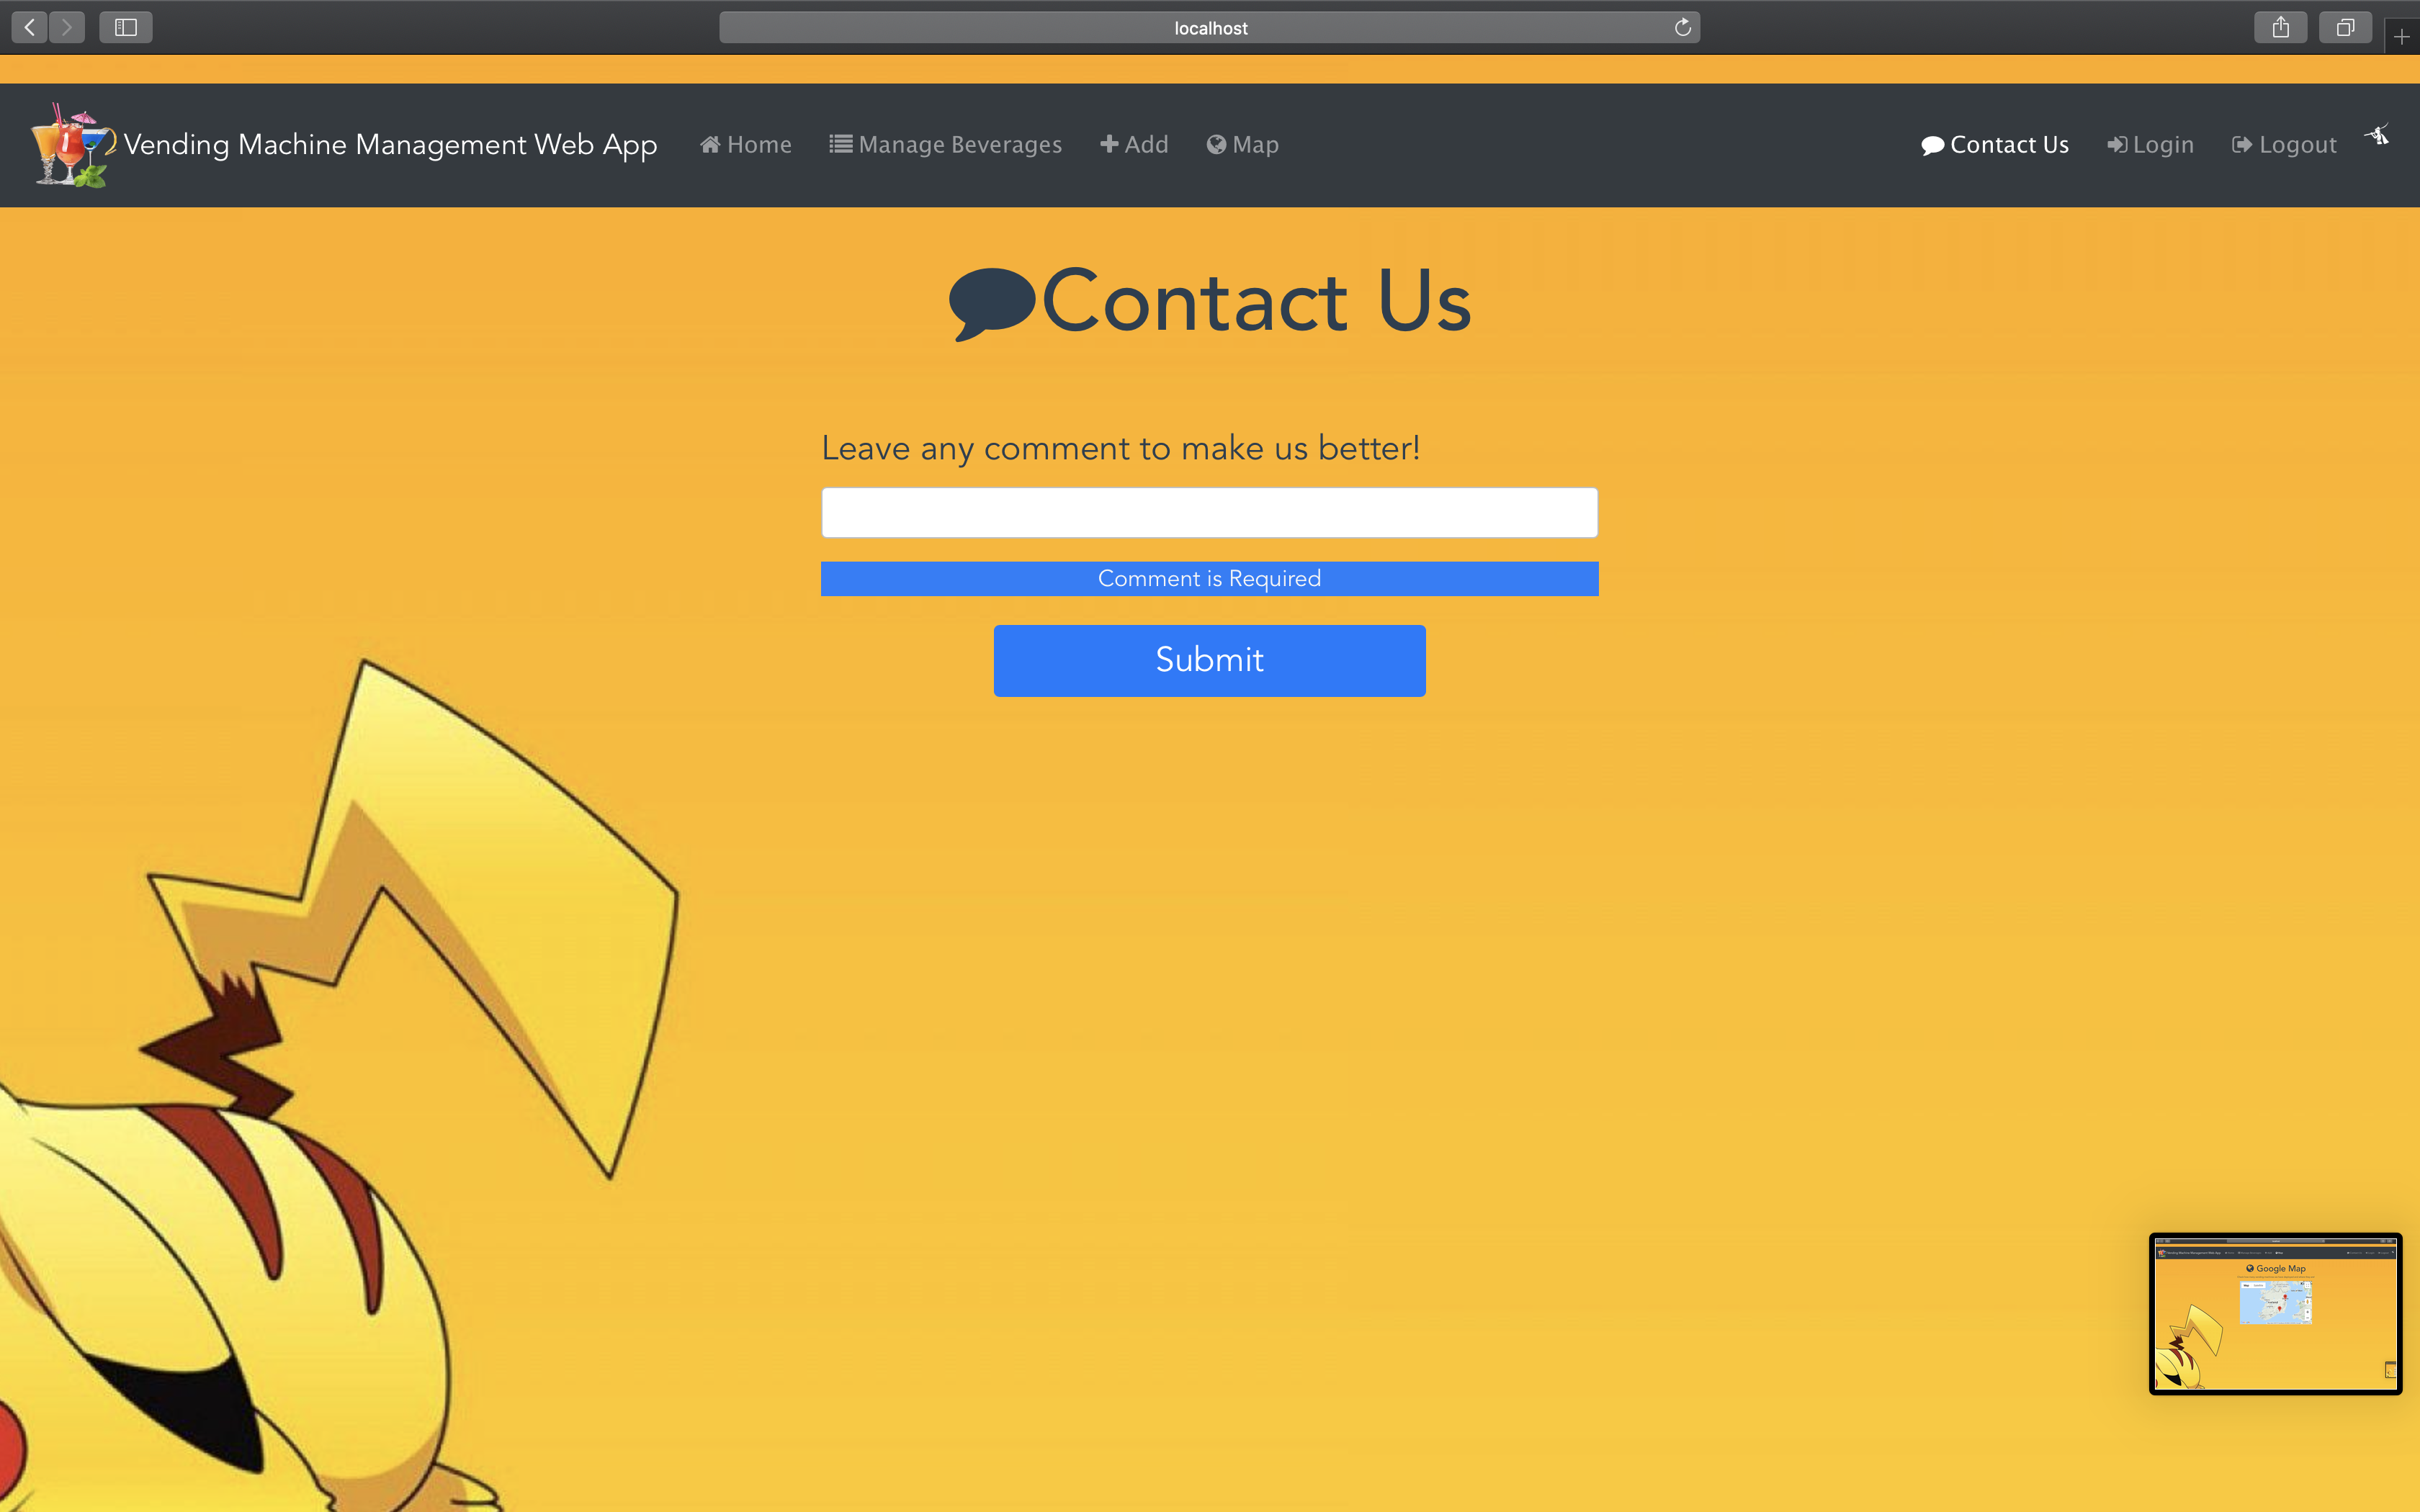 localhost
Vending Machine Management Web App
Home
Manage Beverages
Add
Map
Contact Us
Login
Logout
Contact Us
Leave any comment to make us better!
Comment is Required
Submit
Google Map